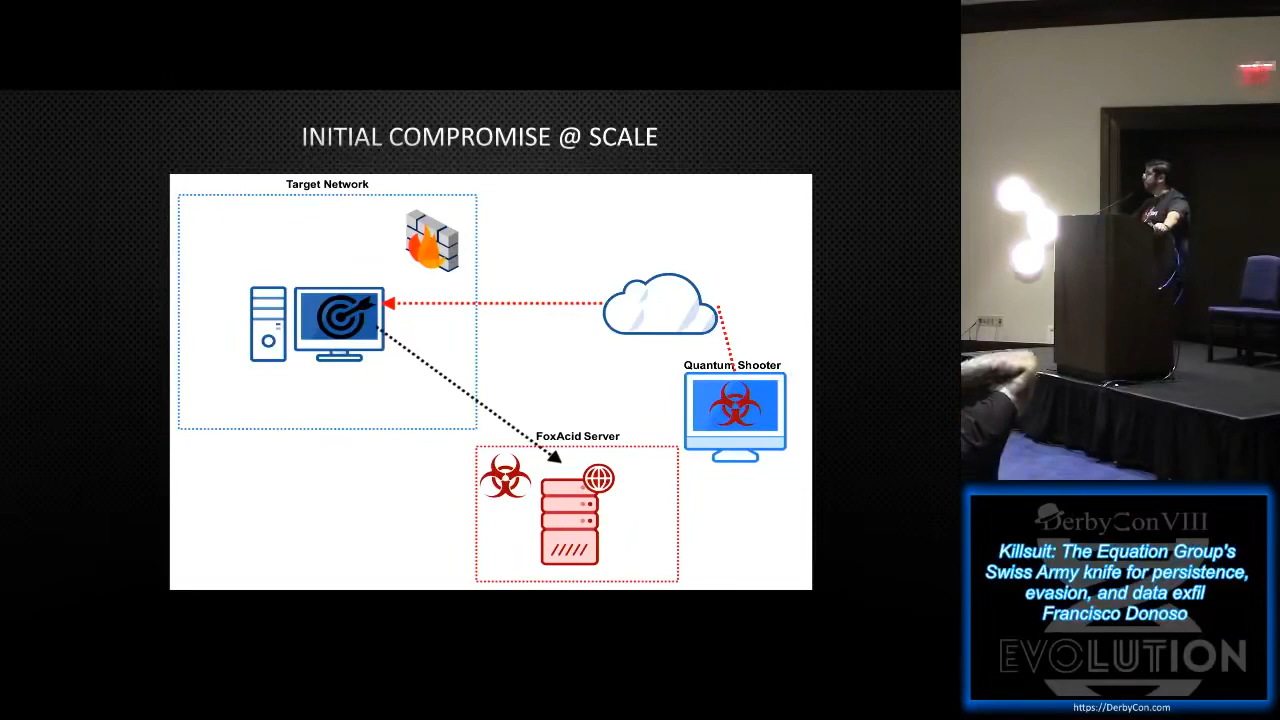 INITIAL COMPROMISE @ SCALE
Target Network
Quantum Shooter
FoxAcid Server
DerbyCon VIII
Killsuit: The Equation Group's
Swiss Army knife for persistence,
evasion, and data exfil
Francisco Donoso
EVOLUTION
https://DerbyCon.com